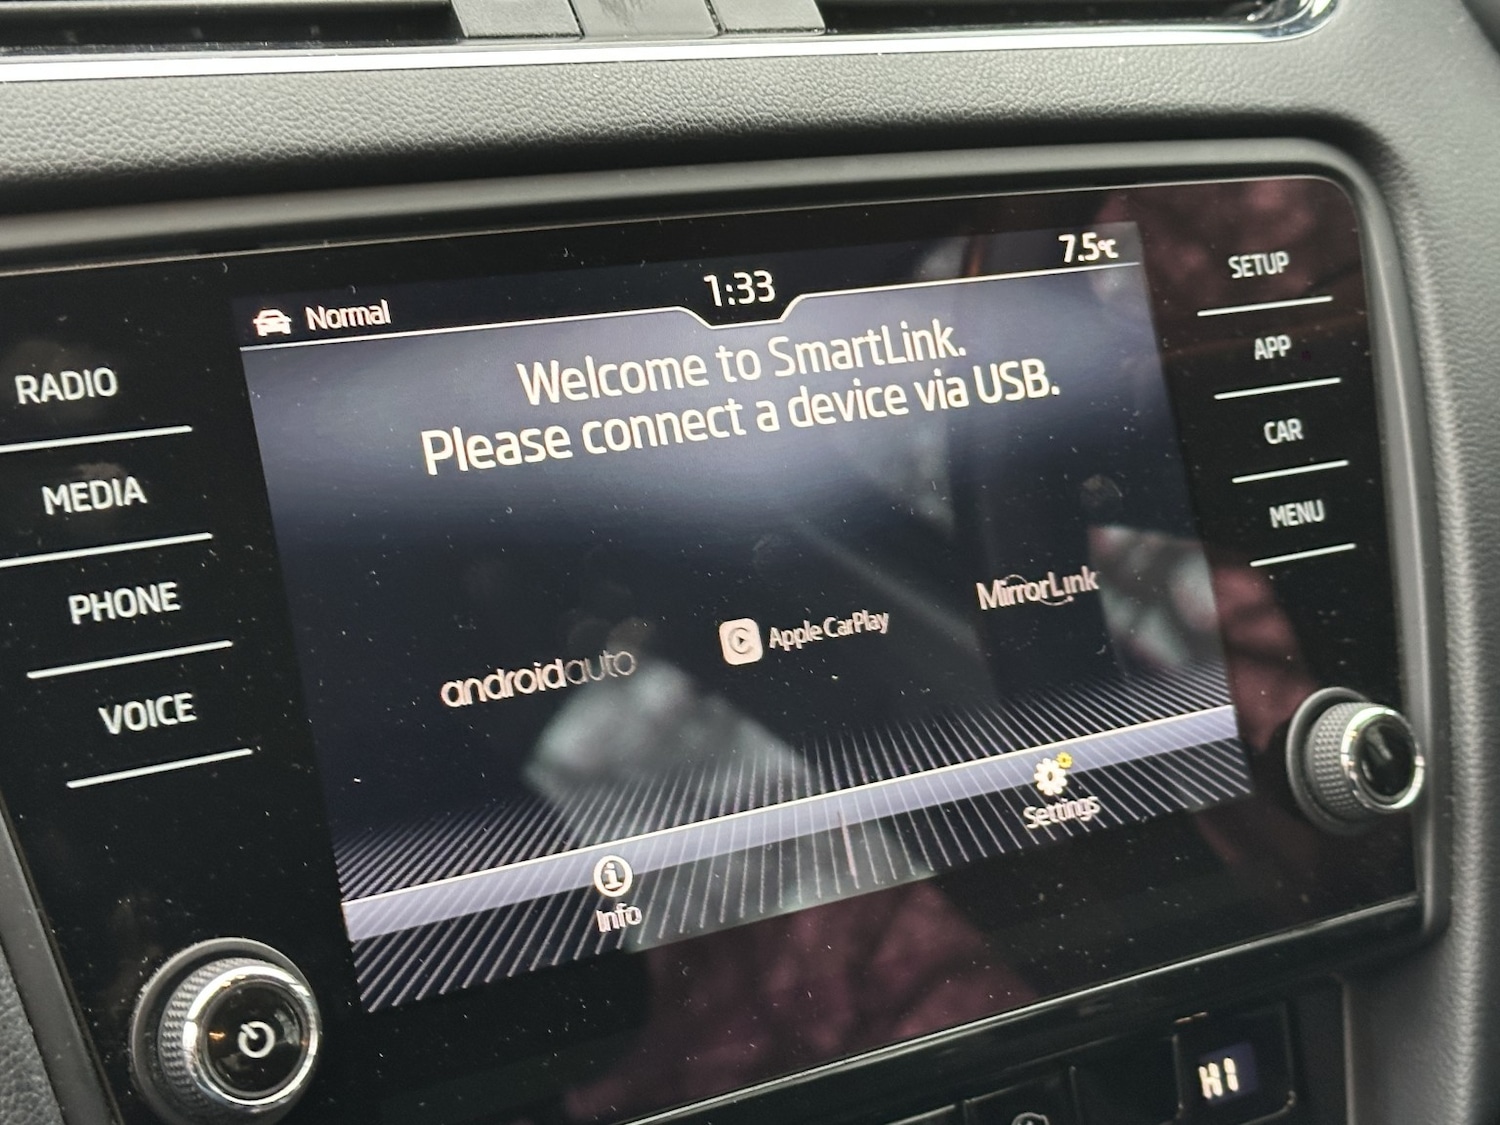 Normal
1:33
7.5°C
Welcome to SmartLink.
Please connect a device via USB.
RADIO
MEDIA
PHONE
VOICE
SETUP
APP
CAR
MENU
androidauto
Apple CarPlay
MirrorLink
Info
Settings
HI